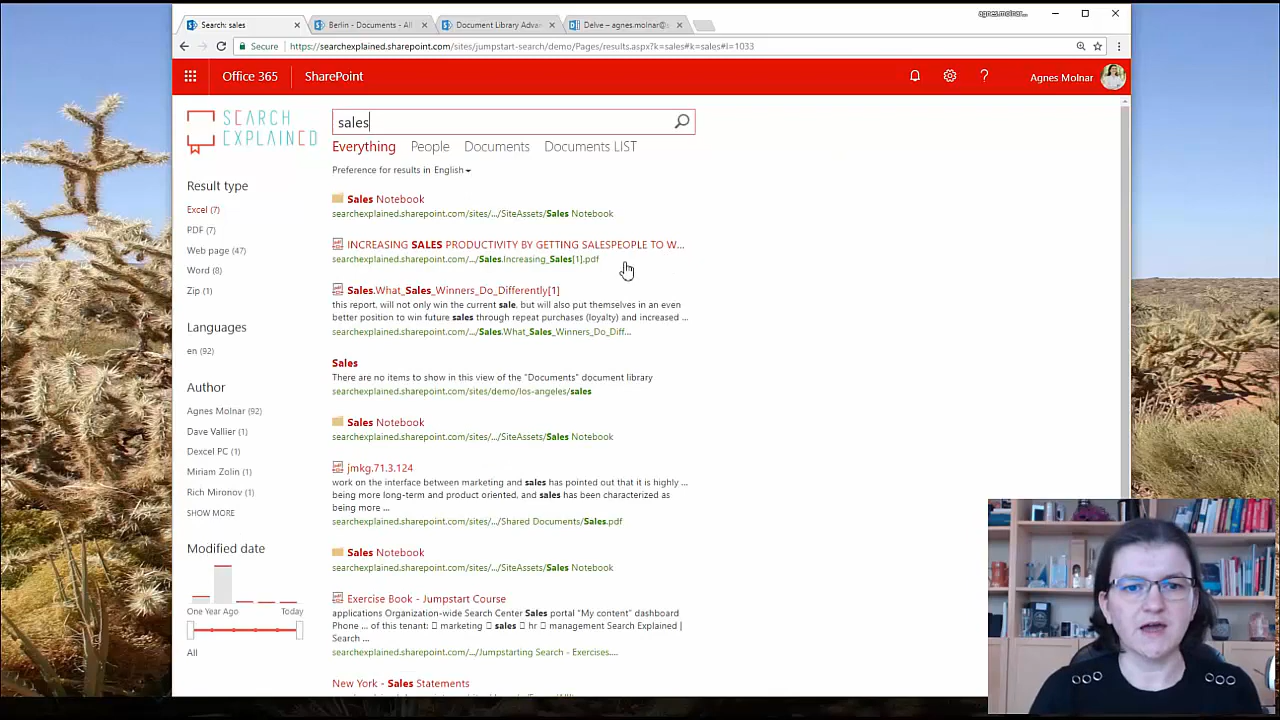 agnes.molnar...
Search: sales
Berlin - Documents - All
Document Library Adva
Delve – agnes.molnar@s
Secure
https://searchexplained.sharepoint.com/sites/jumpstart-search/demo/Pages/results.aspx?k=sales#k=sales#l=1033
Office 365
SharePoint
?
Agnes Molnar
SEARCH
EXPLAINED
sales
Everything
People
Documents
Documents LIST
Preference for results in English
Result type
Excel (7)
PDF (7)
Web page (47)
Word (8)
Zip (1)
Languages
en (92)
Author
Agnes Molnar (92)
Dave Vallier (1)
Dexcel PC (1)
Miriam Zolin (1)
Rich Mironov (1)
SHOW MORE
Modified date
One Year Ago
Today
All
Sales Notebook
searchexplained.sharepoint.com/sites/.../SiteAssets/Sales Notebook
INCREASING SALES PRODUCTIVITY BY GETTING SALESPEOPLE TO W...
searchexplained.sharepoint.com/.../Sales.Increasing_Sales[1].pdf
Sales.What_Sales_Winners_Do_Differently[1]
this report, will not only win the current sale, but will also put themselves in an even
better position to win future sales through repeat purchases (loyalty) and increased ...
searchexplained.sharepoint.com/.../Sales.What_Sales_Winners_Do_Diff...
Sales
There are no items to show in this view of the "Documents" document library
searchexplained.sharepoint.com/sites/demo/los-angeles/sales
Sales Notebook
searchexplained.sharepoint.com/sites/.../SiteAssets/Sales Notebook
jmkg.71.3.124
work on the interface between marketing and sales has pointed out that it is highly ...
being more long-term and product oriented, and sales has been characterized as
being more ...
searchexplained.sharepoint.com/sites/.../Shared Documents/Sales.pdf
Sales Notebook
searchexplained.sharepoint.com/sites/.../SiteAssets/Sales Notebook
Exercise Book - Jumpstart Course
applications Organization-wide Search Center Sales portal "My content" dashboard
Phone ... of this tenant: marketing sales hr management Search Explained |
Search ...
searchexplained.sharepoint.com/.../Jumpstarting Search - Exercises....
New York - Sales Statements